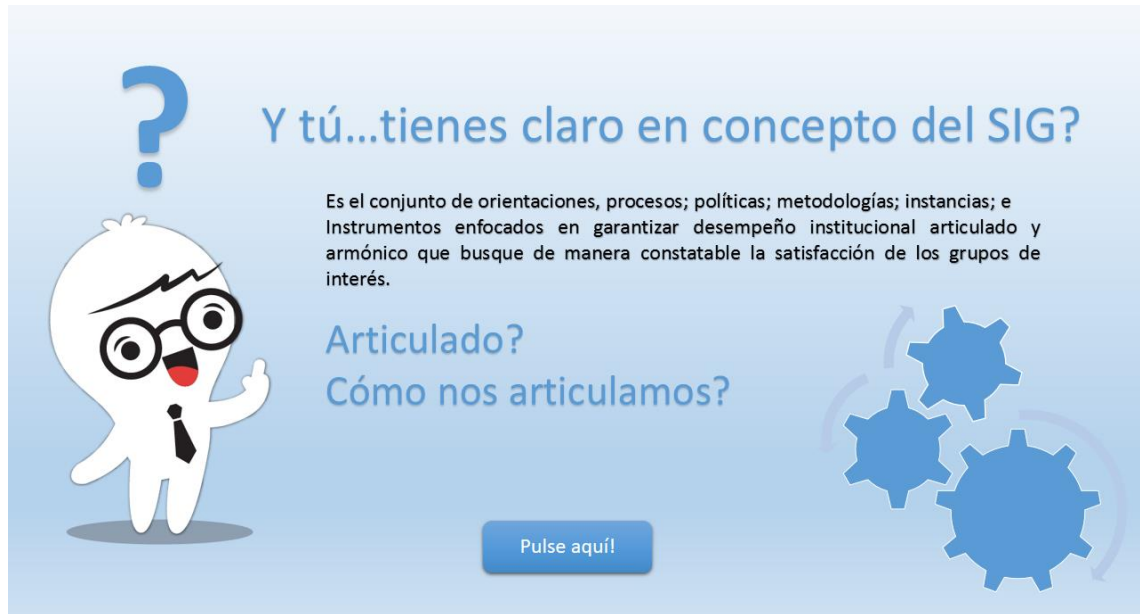 ?
Y tú...tienes claro en concepto del SIG?
Es el conjunto de orientaciones, procesos; políticas; metodologías; instancias; e
Instrumentos enfocados en garantizar desempeño institucional articulado y
armónico que busque de manera constatable la satisfacción de los grupos de
interés.
Articulado?
Cómo nos articulamos?
Pulse aquí!